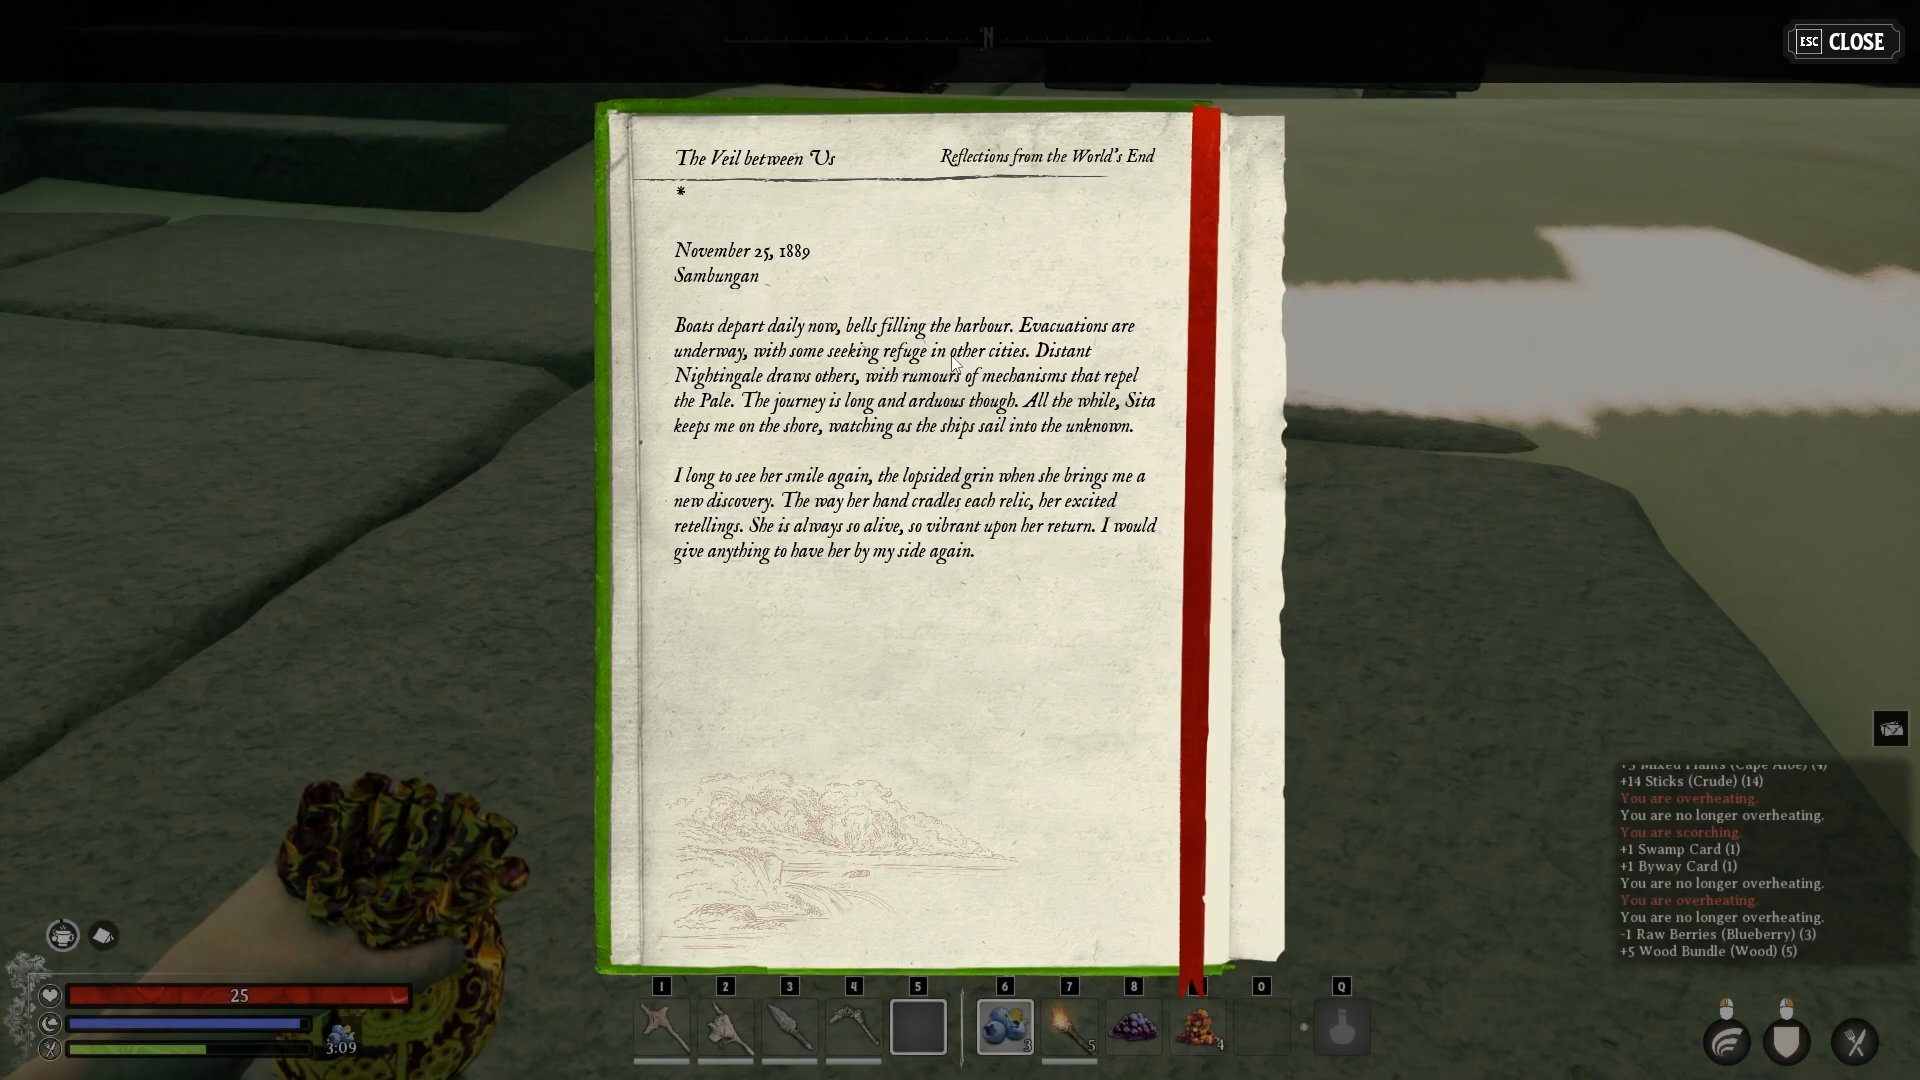 N
ESC CLOSE
The Veil between Us
Reflections from the World's End
*
November 25, 1889
Sambungan
Boats depart daily now, bells filling the harbour. Evacuations are
underway, with some seeking refuge in other cities. Distant
Nightingale draws others, with rumours of mechanisms that repel
the Pale. The journey is long and arduous though. All the while, Sita
keeps me on the shore, watching as the ships sail into the unknown.
I long to see her smile again, the lopsided grin when she brings me a
new discovery. The way her hand cradles each relic, her excited
retellings. She is always so alive, so vibrant upon her return. I would
give anything to have her by my side again.
+3 Mixed Plants (Cape Aloe) (4)
+14 Sticks (Crude) (14)
You are overheating.
You are no longer overheating.
You are scorching.
+1 Swamp Card (1)
+1 Byway Card (1)
You are no longer overheating.
You are overheating.
You are no longer overheating.
-1 Raw Berries (Blueberry) (3)
+5 Wood Bundle (Wood) (5)
25
3:09
1 2 3 4 5 6 7 8 0 Q
3 5 4